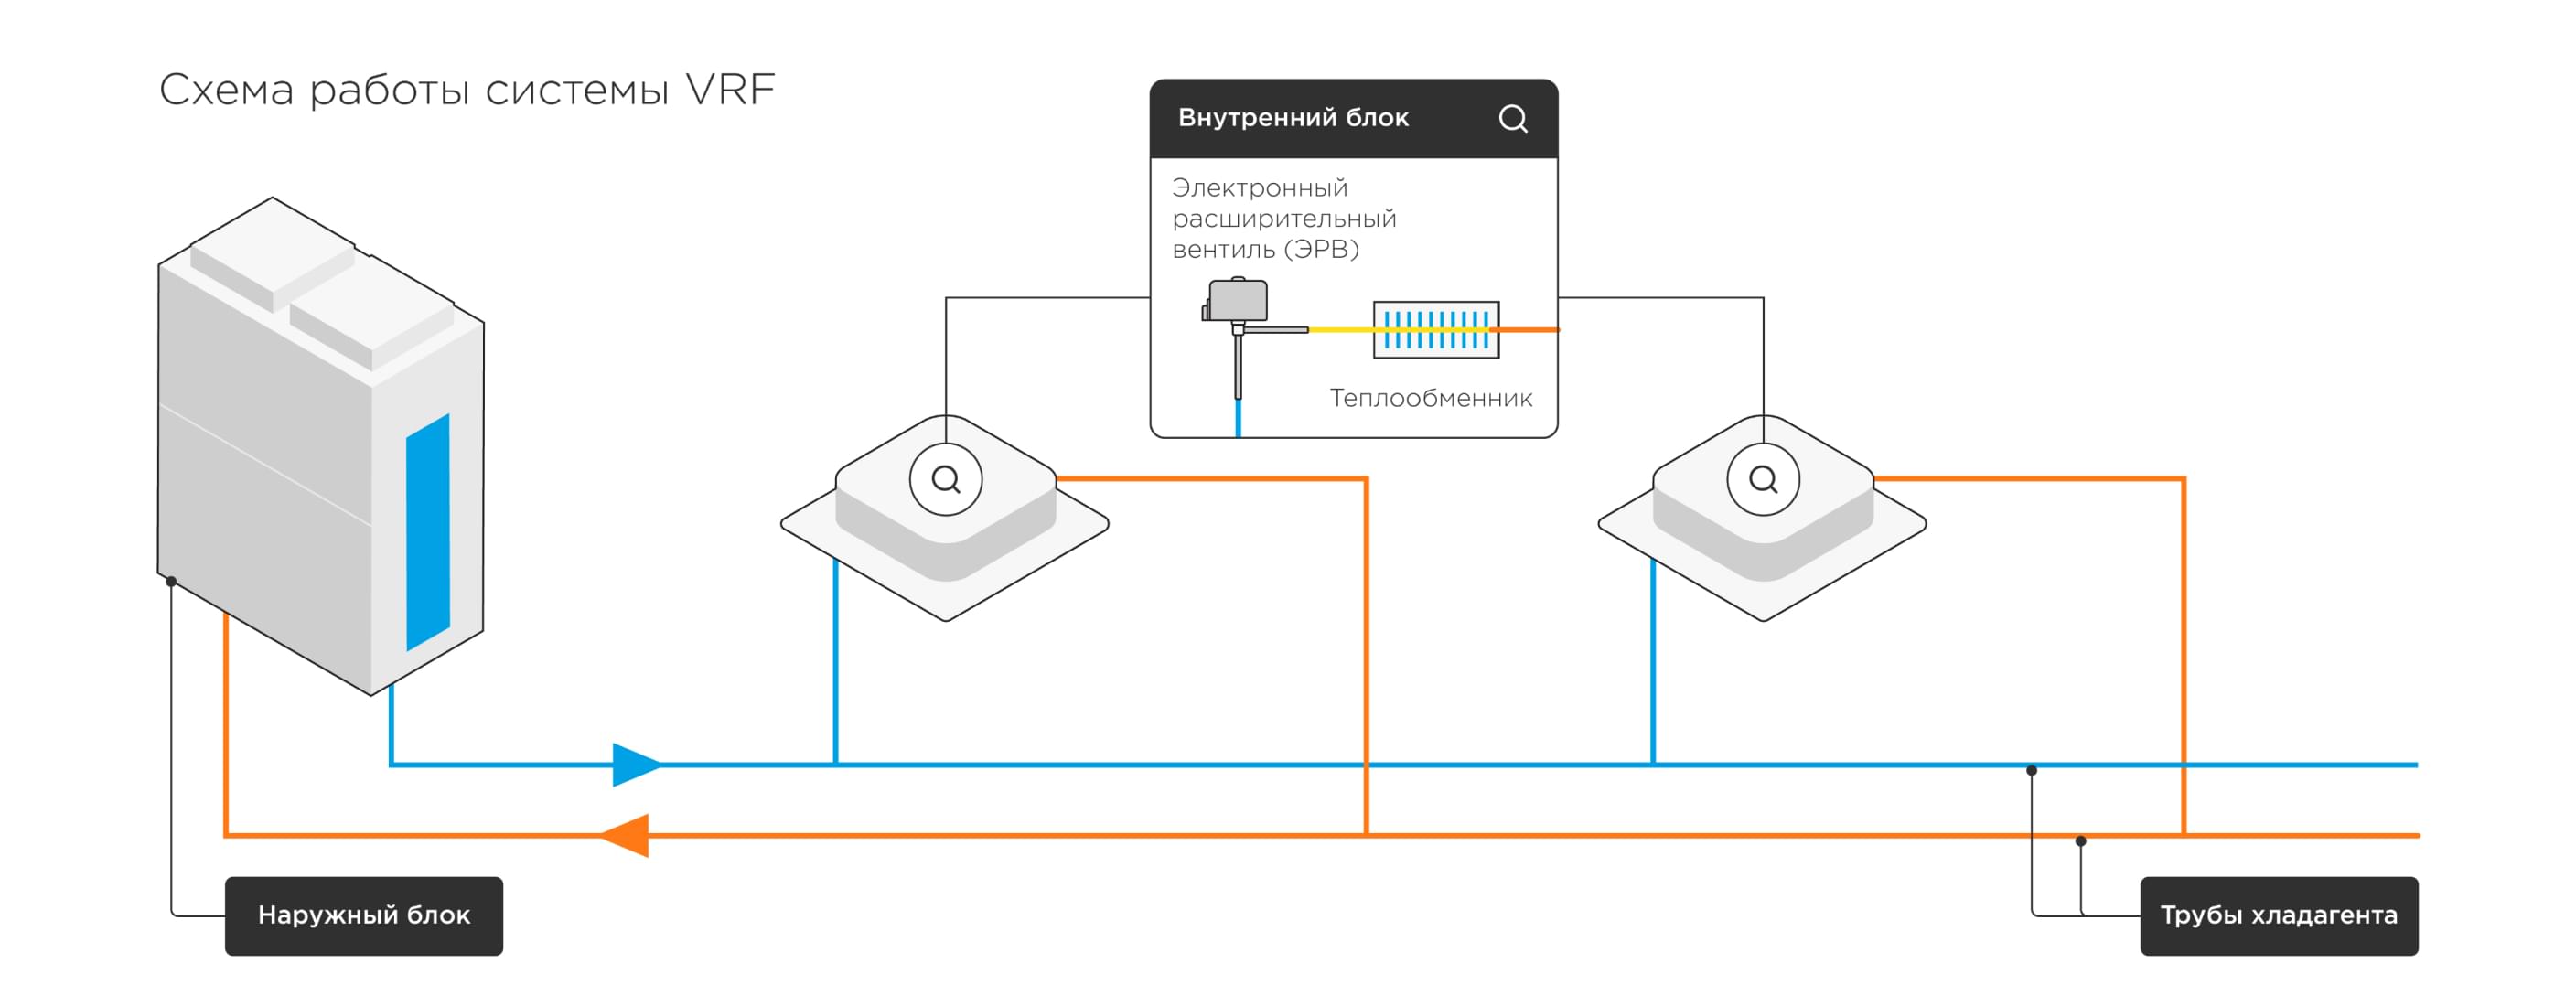 Схема работы системы VRF
Внутренний блок
Электронный
расширительный
вентиль (ЭРВ)
Теплообменник
Наружный блок
Трубы хладагента